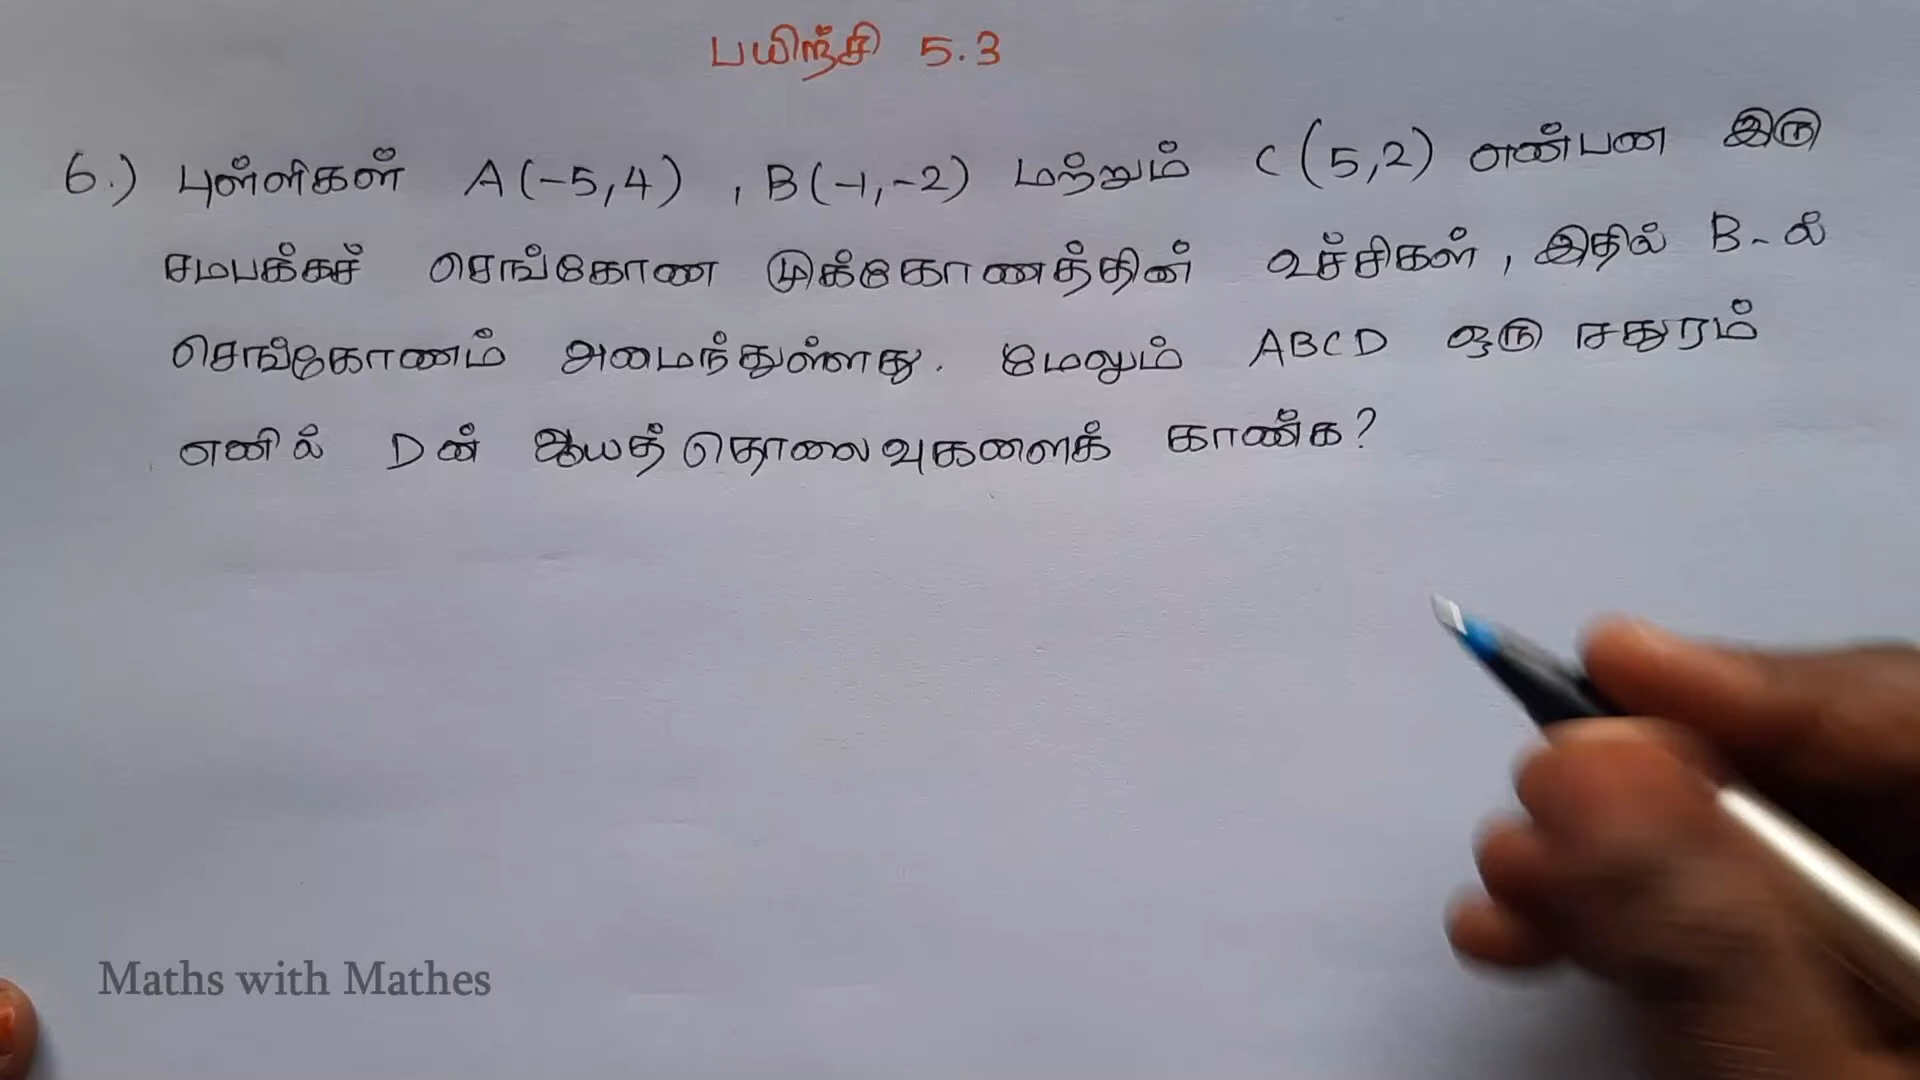 பயிற்சி 5.3
6.) புள்ளிகள் A(-5,4) , B(-1,-2) மற்றும் C(5,2) என்பன இரு
சமபக்கச் செங்கோண முக்கோணத்தின் உச்சிகள், இதில் B-ல்
செங்கோணம் அமைந்துள்ளது. மேலும் ABCD ஒரு சதுரம்
எனில் Dன் ஆயத்தொலைவுகளைக் காண்க?
Maths with Mathes